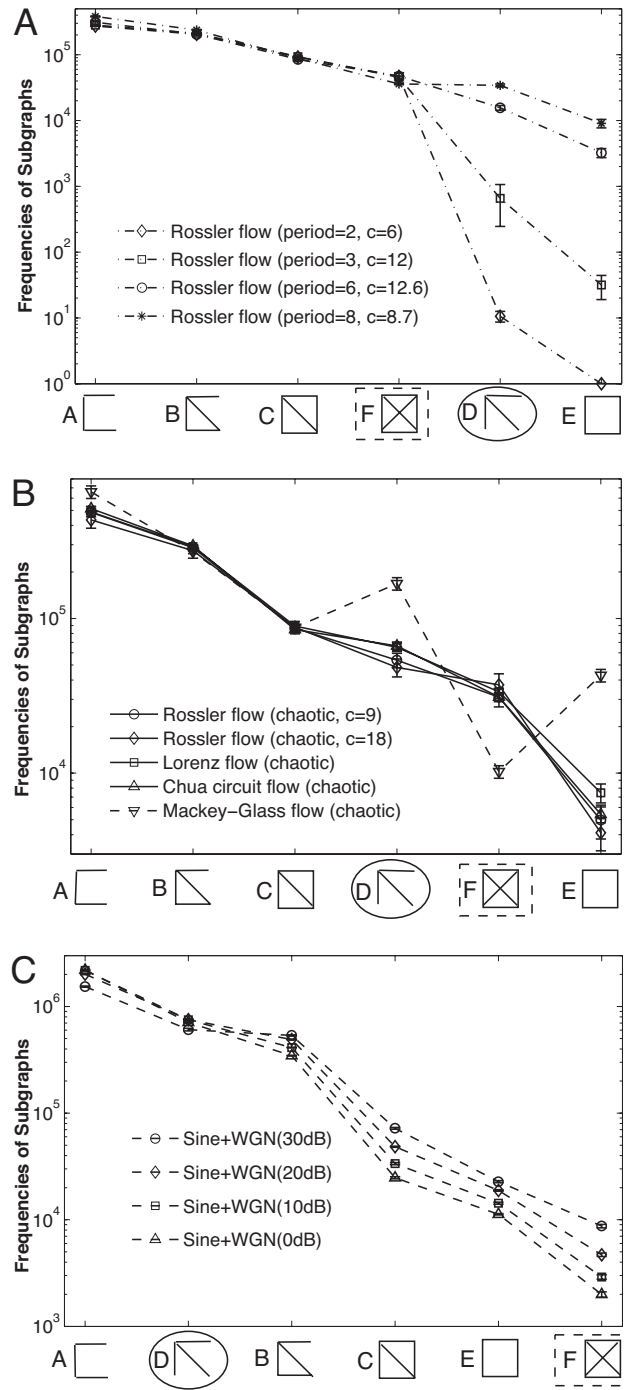 A
Frequencies of Subgraphs
10^5
10^4
10^3
10^2
10^1
10^0
Rossler flow (period=2, c=6)
Rossler flow (period=3, c=12)
Rossler flow (period=6, c=12.6)
Rossler flow (period=8, c=8.7)
A B C F D E
B
Frequencies of Subgraphs
10^5
10^4
Rossler flow (chaotic, c=9)
Rossler flow (chaotic, c=18)
Lorenz flow (chaotic)
Chua circuit flow (chaotic)
Mackey−Glass flow (chaotic)
A B C D F E
C
Frequencies of Subgraphs
10^6
10^5
10^4
10^3
Sine+WGN(30dB)
Sine+WGN(20dB)
Sine+WGN(10dB)
Sine+WGN(0dB)
A D B C E F